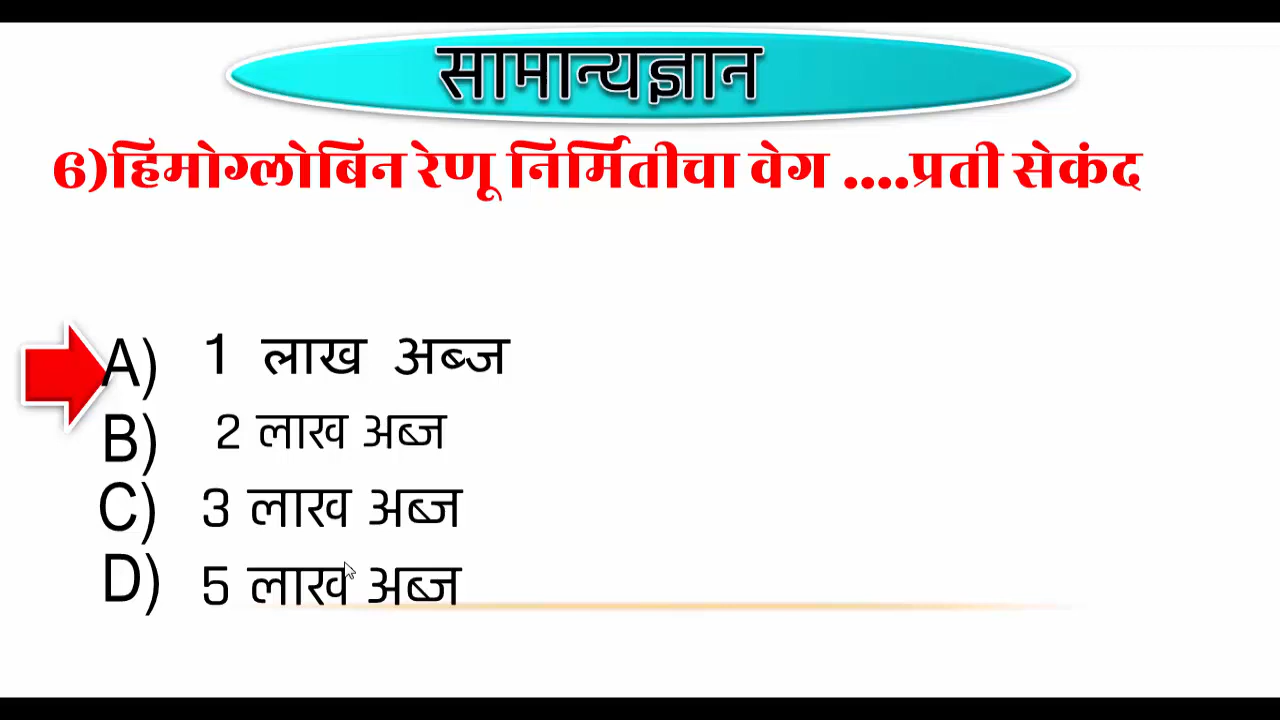 सामान्यज्ञान
6)हिमोग्लोबिन रेणू निर्मितीचा वेग ....प्रती सेकंद
A) 1 लाख अब्ज
B) 2 लाख अब्ज
C) 3 लाख अब्ज
D) 5 लाख अब्ज